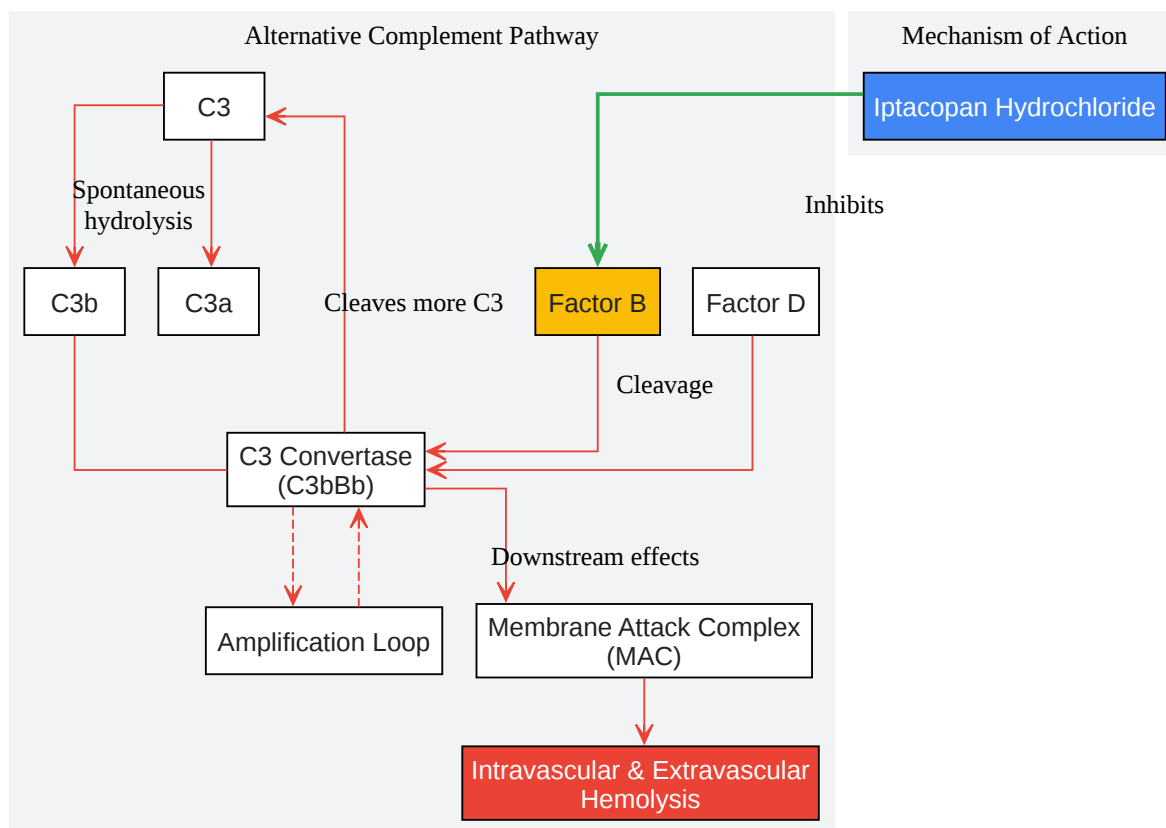 Alternative Complement Pathway
Mechanism of Action
C3
Iptacopan Hydrochloride
Spontaneous
hydrolysis
Inhibits
C3b
C3a
Cleaves more C3
Factor B
Factor D
Cleavage
C3 Convertase
(C3bBb)
Downstream effects
Amplification Loop
Membrane Attack Complex
(MAC)
Intravascular & Extravascular
Hemolysis